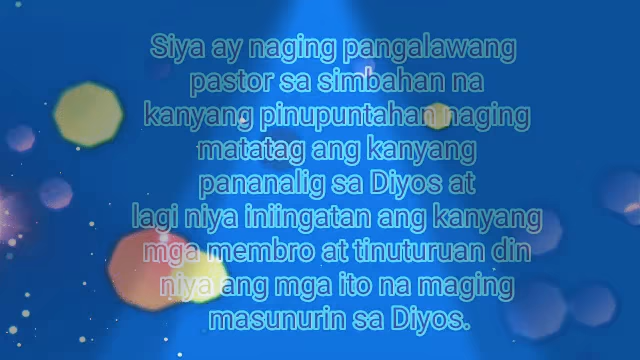 Siya ay naging pangalawang
pastor sa simbahan na
kanyang pinupuntahan naging
matatag ang kanyang
pananalig sa Diyos at
lagi niya iniingatan ang kanyang
mga membro at tinuturuan din
niya ang mga ito na maging
masunurin sa Diyos.